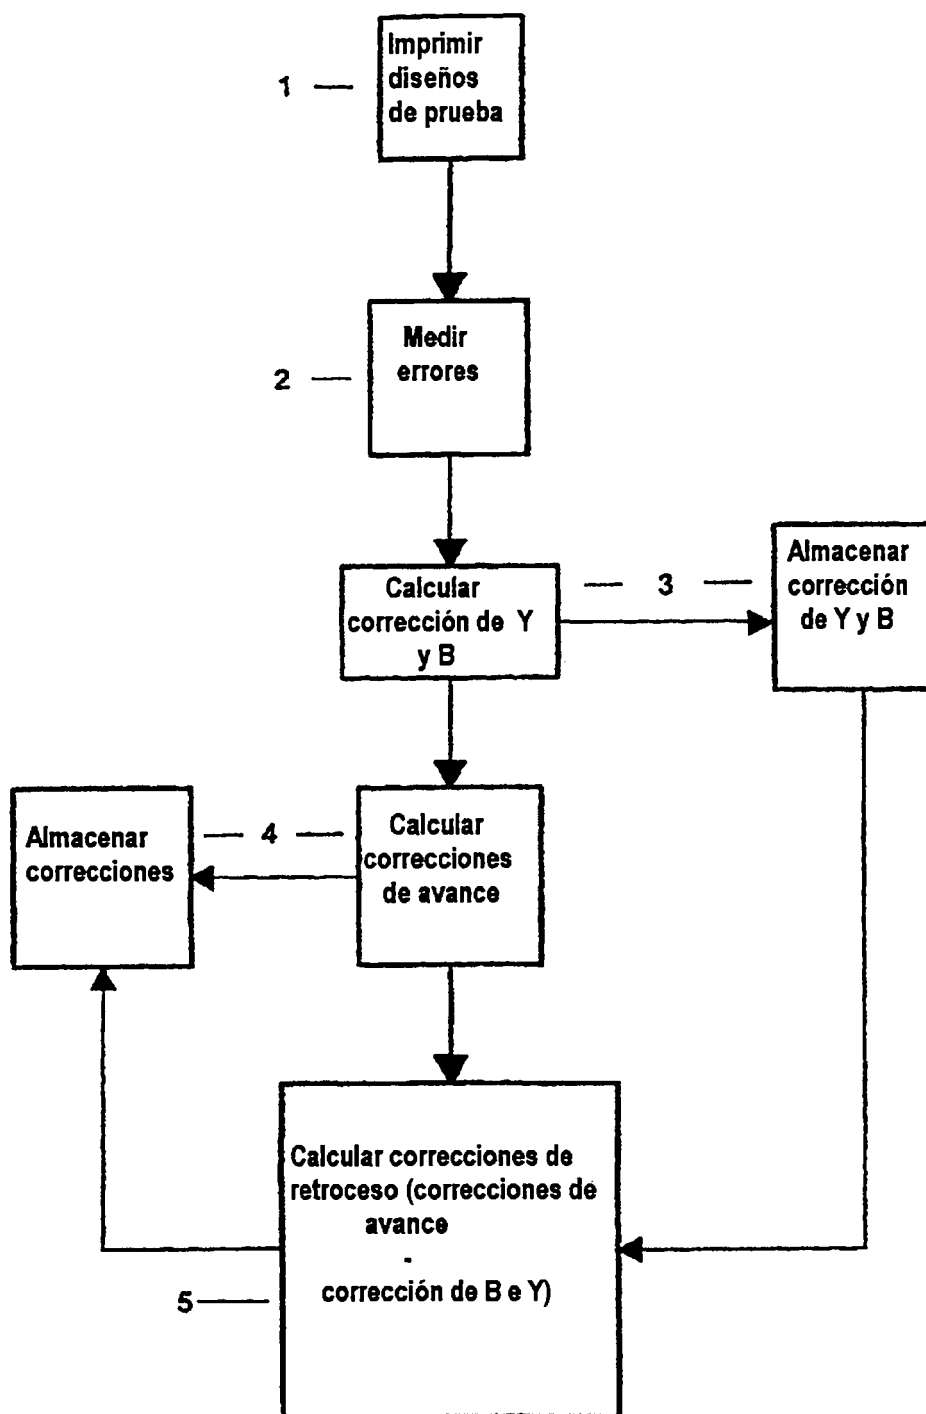 Imprimir
diseños
de prueba
1
Medir
errores
2
Calcular
corrección de Y
y B
3
Almacenar
corrección
de Y y B
Almacenar
correcciones
4
Calcular
correcciones
de avance
Calcular correcciones de
retroceso (correcciones de
avance
-
corrección de B e Y)
5